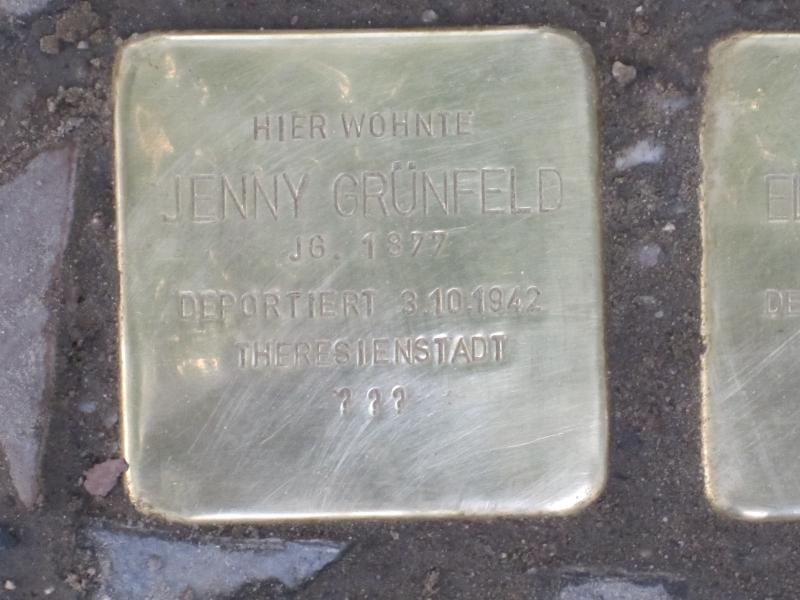 HIER WOHNTE
JENNY GRÜNFELD
JG. 1877
DEPORTIERT 3.10.1942
THERESIENSTADT
???